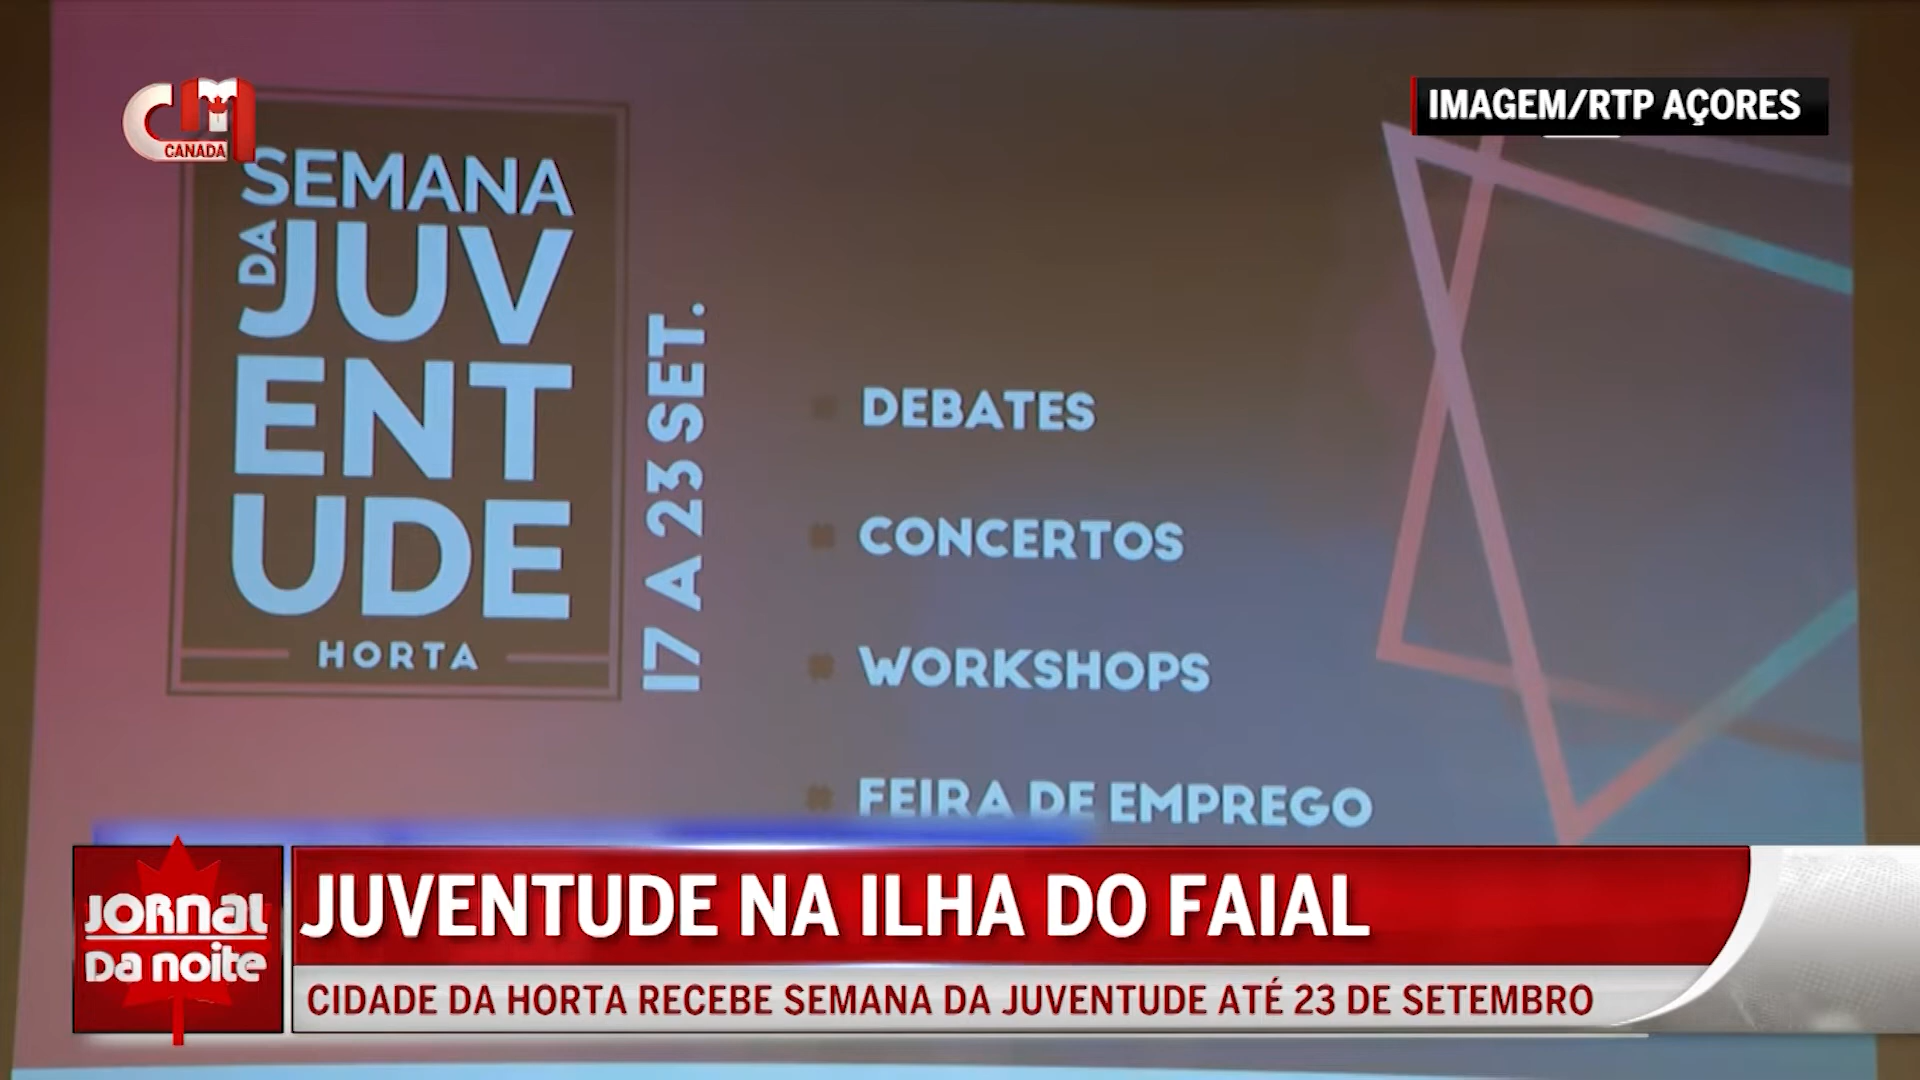 CM
CANADA
IMAGEM/RTP AÇORES
SEMANA
DA
JUV
ENT
UDE
HORTA
17 A 23 SET.
DEBATES
CONCERTOS
WORKSHOPS
FEIRA DE EMPREGO
JORNAL
DA NOITE
JUVENTUDE NA ILHA DO FAIAL
CIDADE DA HORTA RECEBE SEMANA DA JUVENTUDE ATÉ 23 DE SETEMBRO